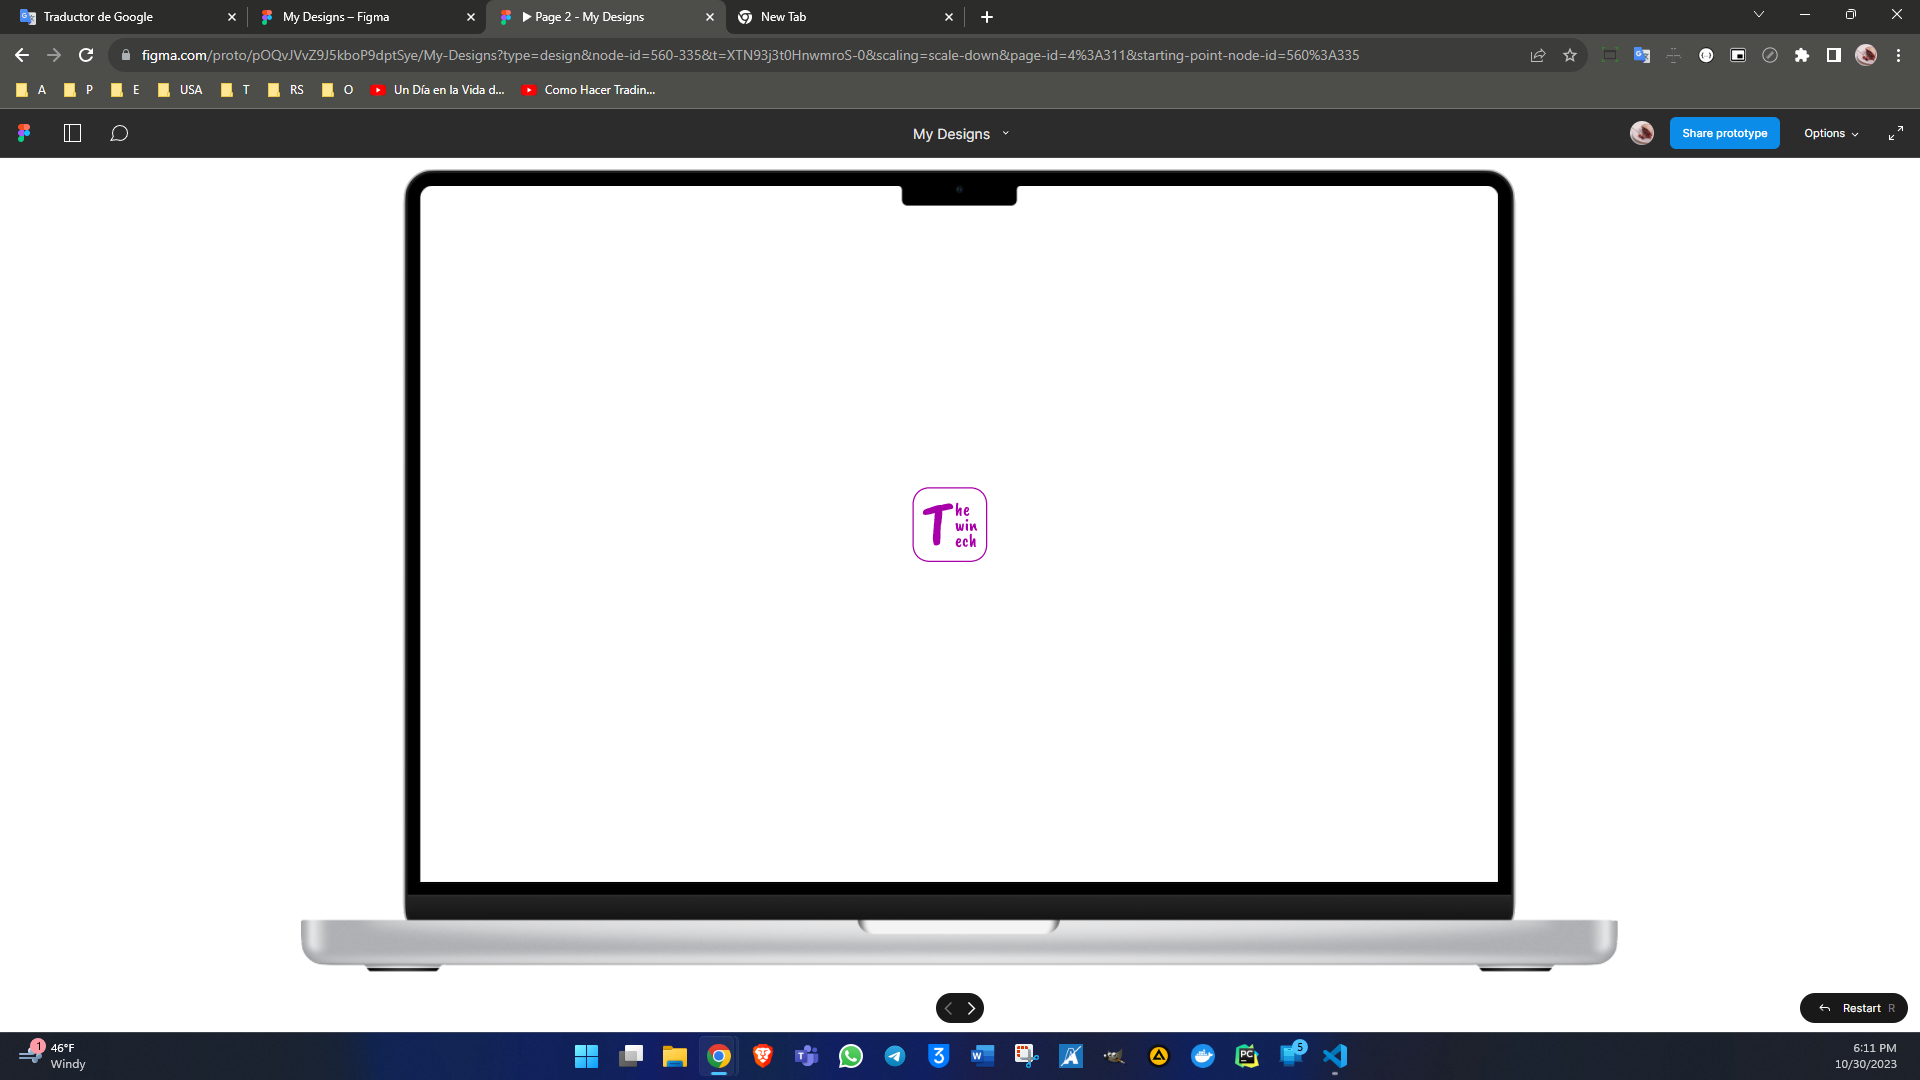 Traductor de Google
My Designs – Figma
Page 2 - My Designs
New Tab
figma.com/proto/pOQvJVvZ9J5kboP9dptSye/My-Designs?type=design&node-id=560-335&t=XTN93j3t0HnwmroS-0&scaling=scale-down&page-id=4%3A311&starting-point-node-id=560%3A335
A P E USA T RS O Un Día en la Vida d... Como Hacer Tradin...
My Designs
Share prototype
Options
The
win
ech
Restart R
1
46°F
Windy
5
6:11 PM
10/30/2023